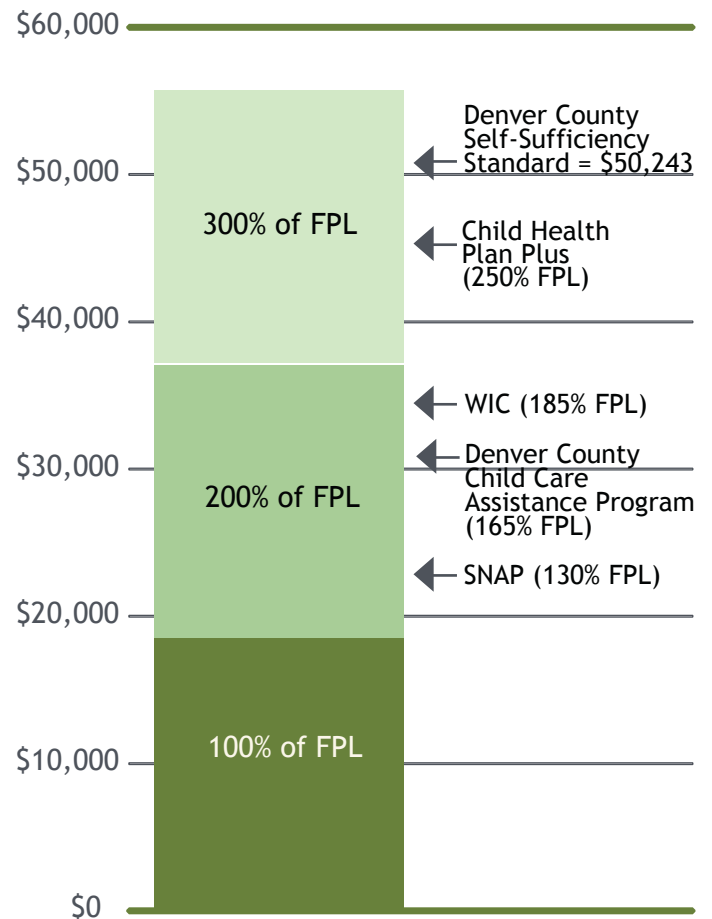 $60,000
Denver County
Self-Sufficiency
Standard = $50,243
$50,000
300% of FPL
Child Health
Plan Plus
(250% FPL)
$40,000
WIC (185% FPL)
$30,000
Denver County
Child Care
Assistance Program
(165% FPL)
200% of FPL
SNAP (130% FPL)
$20,000
100% of FPL
$10,000
$0